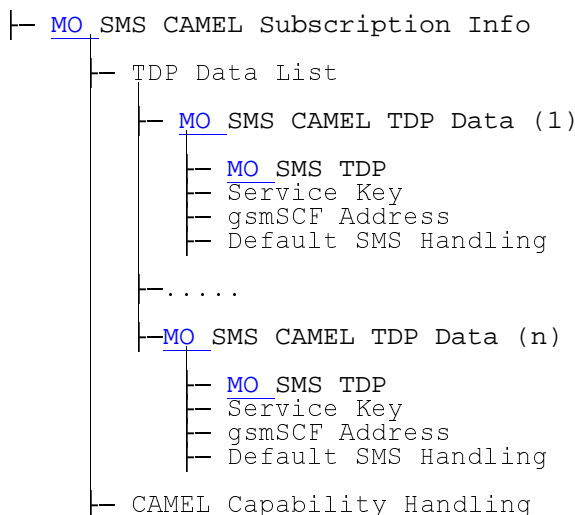 MO SMS CAMEL Subscription Info
TDP Data List
MO SMS CAMEL TDP Data (1)
MO SMS TDP
Service Key
gsmSCF Address
Default SMS Handling
.....
MO SMS CAMEL TDP Data (n)
MO SMS TDP
Service Key
gsmSCF Address
Default SMS Handling
CAMEL Capability Handling